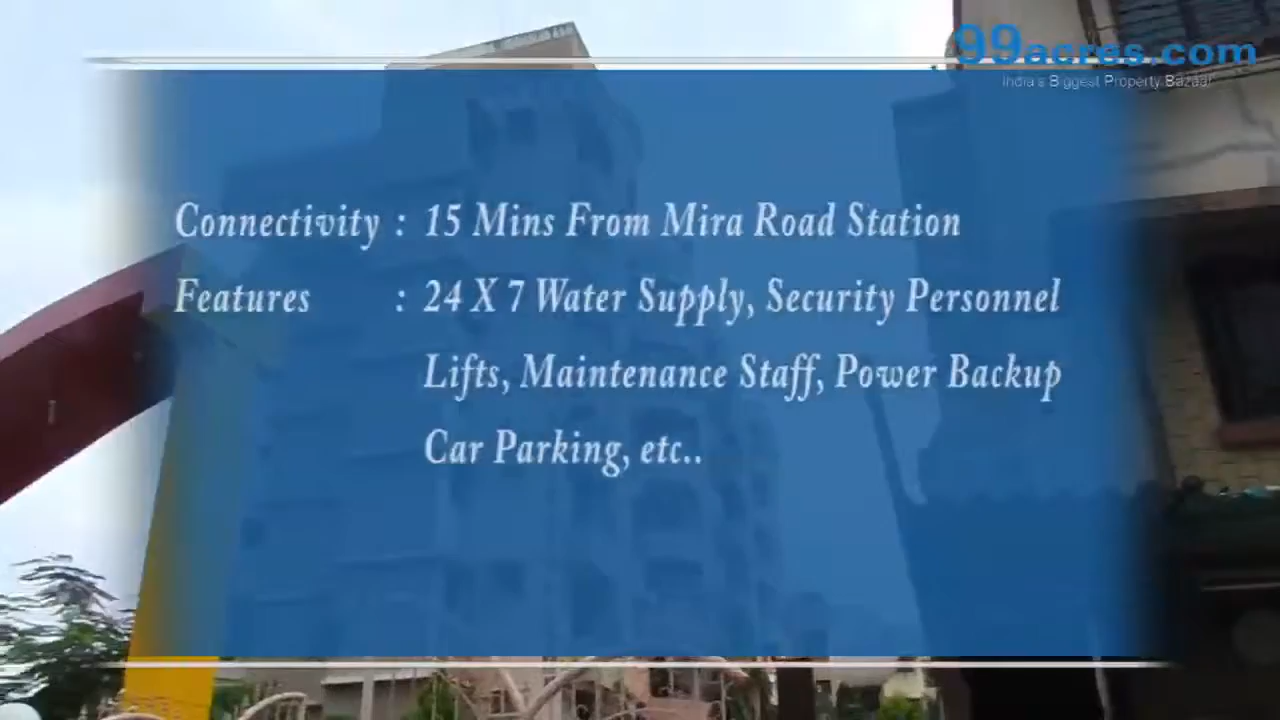 99acres.com
India's Biggest Property Bazaar
Connectivity : 15 Mins From Mira Road Station
Features : 24 X 7 Water Supply, Security Personnel
Lifts, Maintenance Staff, Power Backup
Car Parking, etc..